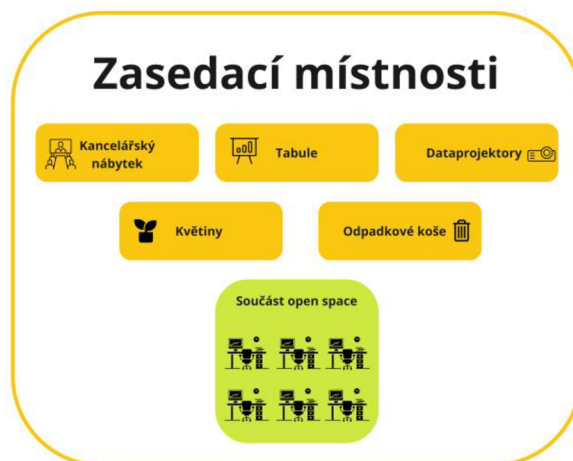 Zasedací místnosti
Kancelářský
nábytek
Tabule
Dataprojektory
Květiny
Odpadkové koše
Součást open space